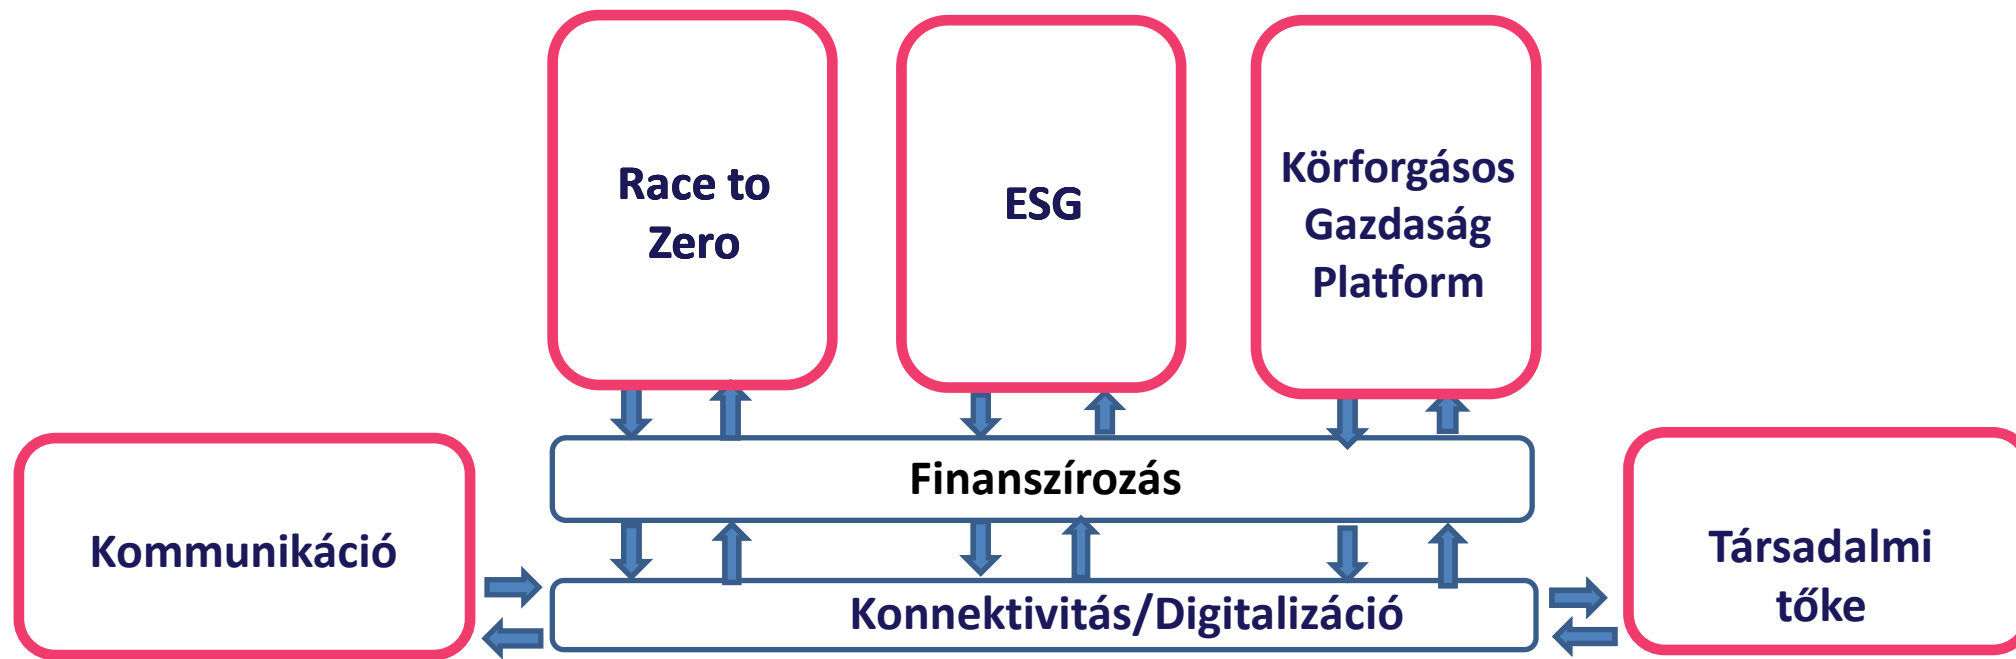 Race to
Zero
ESG
Körforgásos
Gazdaság
Platform
Finanszírozás
Kommunikáció
Konnektivitás/Digitalizáció
Társadalmi
tőke